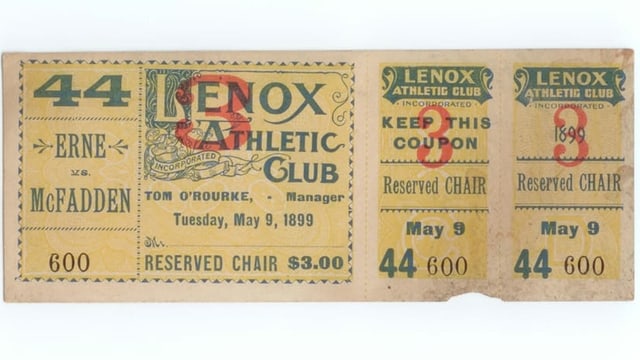 44
ERNE
VS.
McFADDEN
600
3
LENOX
ATHLETIC
INCORPORATED
CLUB
TOM O'ROURKE, - Manager
Tuesday, May 9, 1899
M
RESERVED CHAIR $3.00
LENOX
ATHLETIC CLUB
INCORPORATED
3
KEEP THIS
COUPON
Reserved CHAIR
May 9
44 600
LENOX
ATHLETIC CLUB
INCORPORATED
3
1899
Reserved CHAIR
May 9
44 600